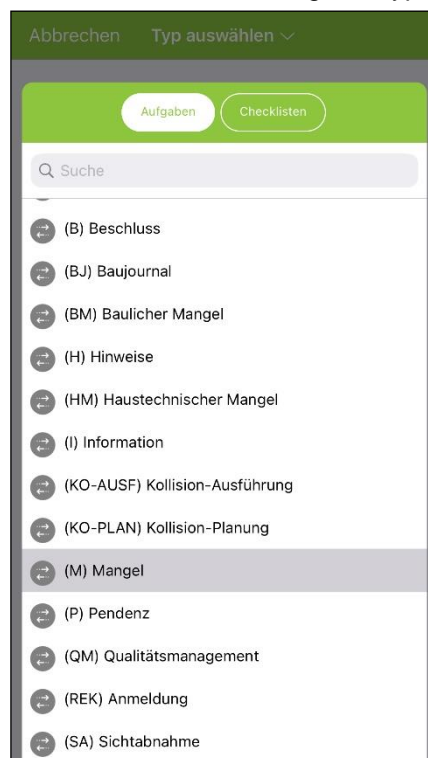 Abbrechen Typ auswählen
Aufgaben Checklisten
Suche
(B) Beschluss
(BJ) Baujournal
(BM) Baulicher Mangel
(H) Hinweise
(HM) Haustechnischer Mangel
(I) Information
(KO-AUSF) Kollision-Ausführung
(KO-PLAN) Kollision-Planung
(M) Mangel
(P) Pendenz
(QM) Qualitätsmanagement
(REK) Anmeldung
(SA) Sichtabnahme